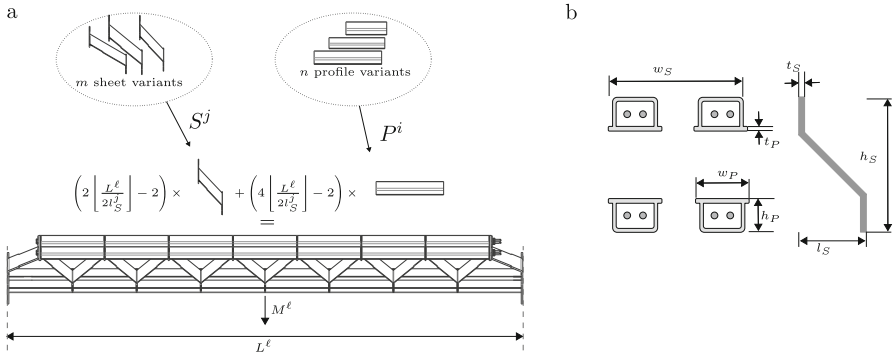 a
m sheet variants
n profile variants
S^j
P^i
(2 ⌊L^ℓ / 2l_S^j⌋ − 2) × + (4 ⌊L^ℓ / 2l_S^j⌋ − 2) ×
=
M^ℓ
L^ℓ
b
w_S
t_S
t_P
h_S
w_P
h_P
l_S